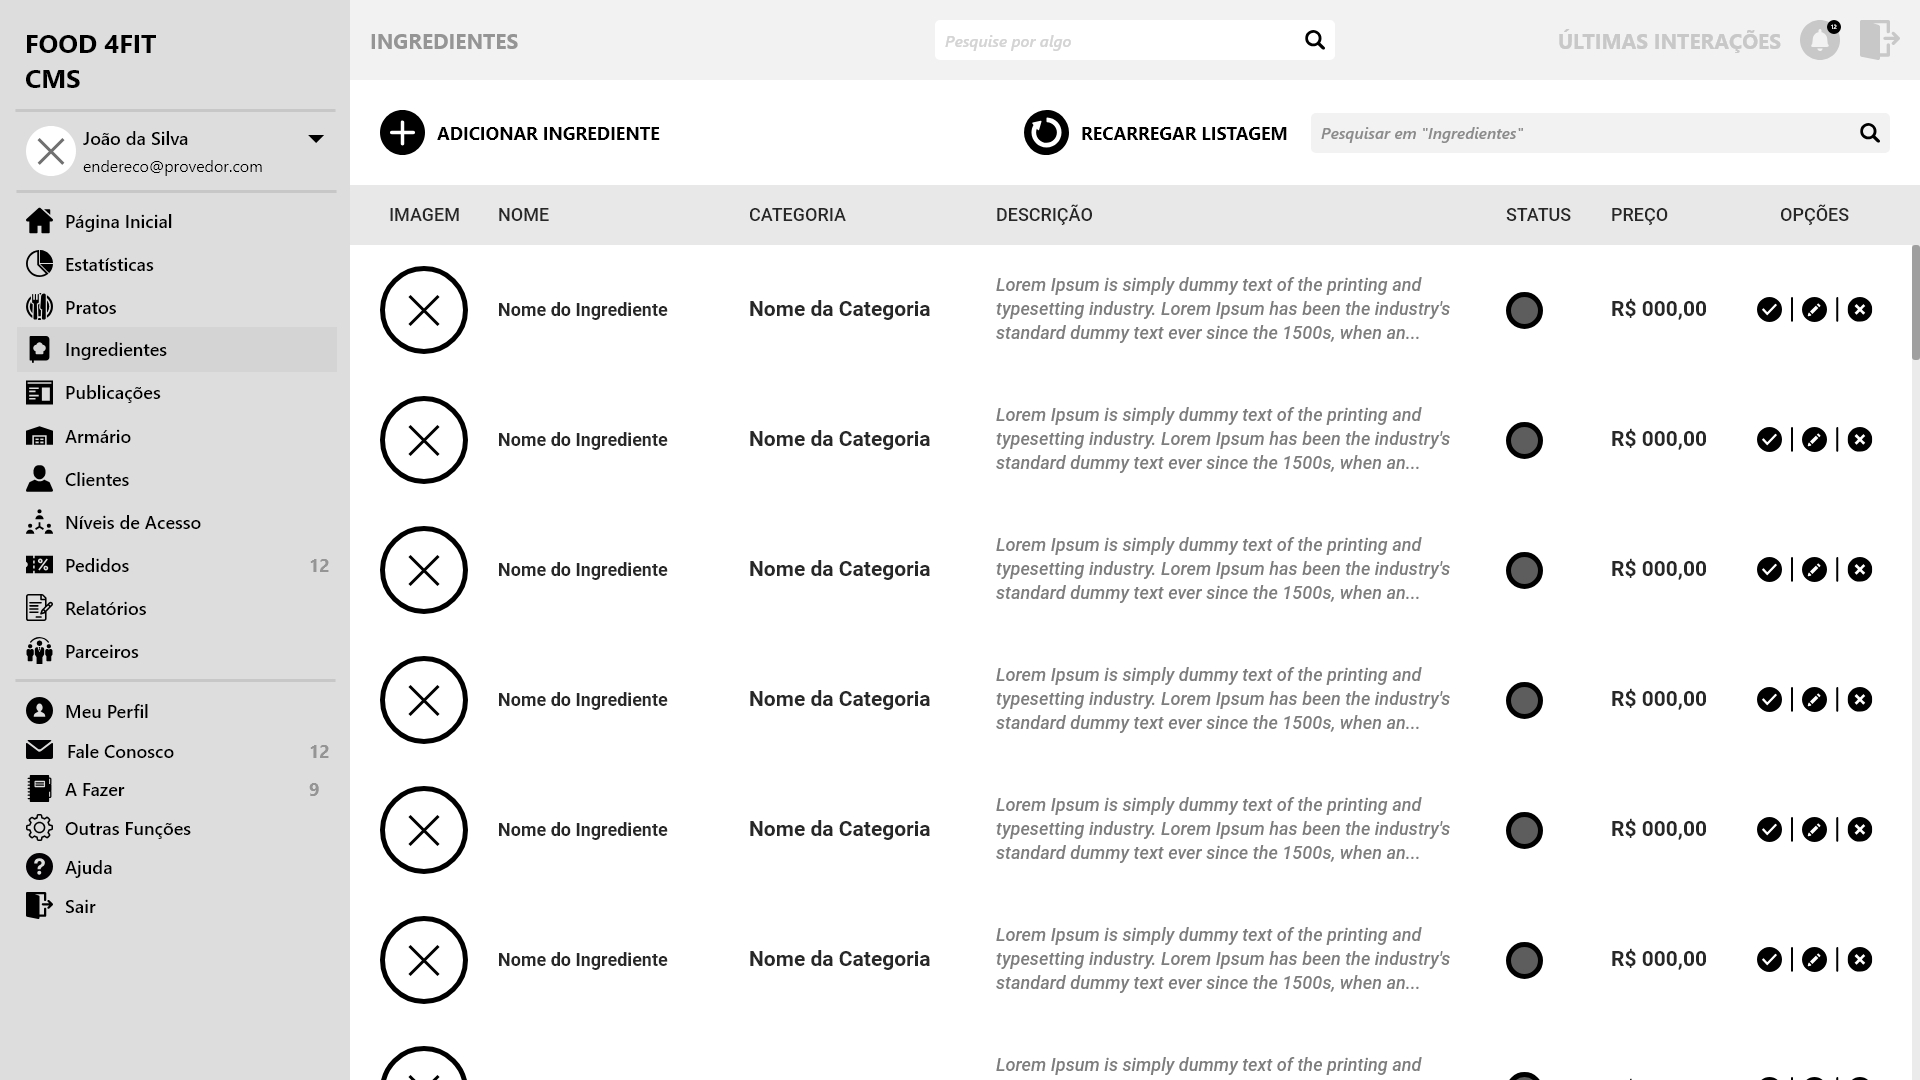 FOOD 4FIT
CMS
João da Silva
endereco@provedor.com
Página Inicial
Estatísticas
Pratos
Ingredientes
Publicações
Armário
Clientes
Níveis de Acesso
Pedidos 12
Relatórios
Parceiros
Meu Perfil
Fale Conosco 12
A Fazer 9
Outras Funções
Ajuda
Sair
INGREDIENTES
Pesquise por algo
ÚLTIMAS INTERAÇÕES
12
ADICIONAR INGREDIENTE
RECARREGAR LISTAGEM
Pesquisar em "Ingredientes"
IMAGEM NOME CATEGORIA DESCRIÇÃO STATUS PREÇO OPÇÕES
Nome do Ingrediente
Nome da Categoria
Lorem Ipsum is simply dummy text of the printing and
typesetting industry. Lorem Ipsum has been the industry's
standard dummy text ever since the 1500s, when an...
R$ 000,00
Nome do Ingrediente
Nome da Categoria
Lorem Ipsum is simply dummy text of the printing and
typesetting industry. Lorem Ipsum has been the industry's
standard dummy text ever since the 1500s, when an...
R$ 000,00
Nome do Ingrediente
Nome da Categoria
Lorem Ipsum is simply dummy text of the printing and
typesetting industry. Lorem Ipsum has been the industry's
standard dummy text ever since the 1500s, when an...
R$ 000,00
Nome do Ingrediente
Nome da Categoria
Lorem Ipsum is simply dummy text of the printing and
typesetting industry. Lorem Ipsum has been the industry's
standard dummy text ever since the 1500s, when an...
R$ 000,00
Nome do Ingrediente
Nome da Categoria
Lorem Ipsum is simply dummy text of the printing and
typesetting industry. Lorem Ipsum has been the industry's
standard dummy text ever since the 1500s, when an...
R$ 000,00
Nome do Ingrediente
Nome da Categoria
Lorem Ipsum is simply dummy text of the printing and
typesetting industry. Lorem Ipsum has been the industry's
standard dummy text ever since the 1500s, when an...
R$ 000,00
Lorem Ipsum is simply dummy text of the printing and